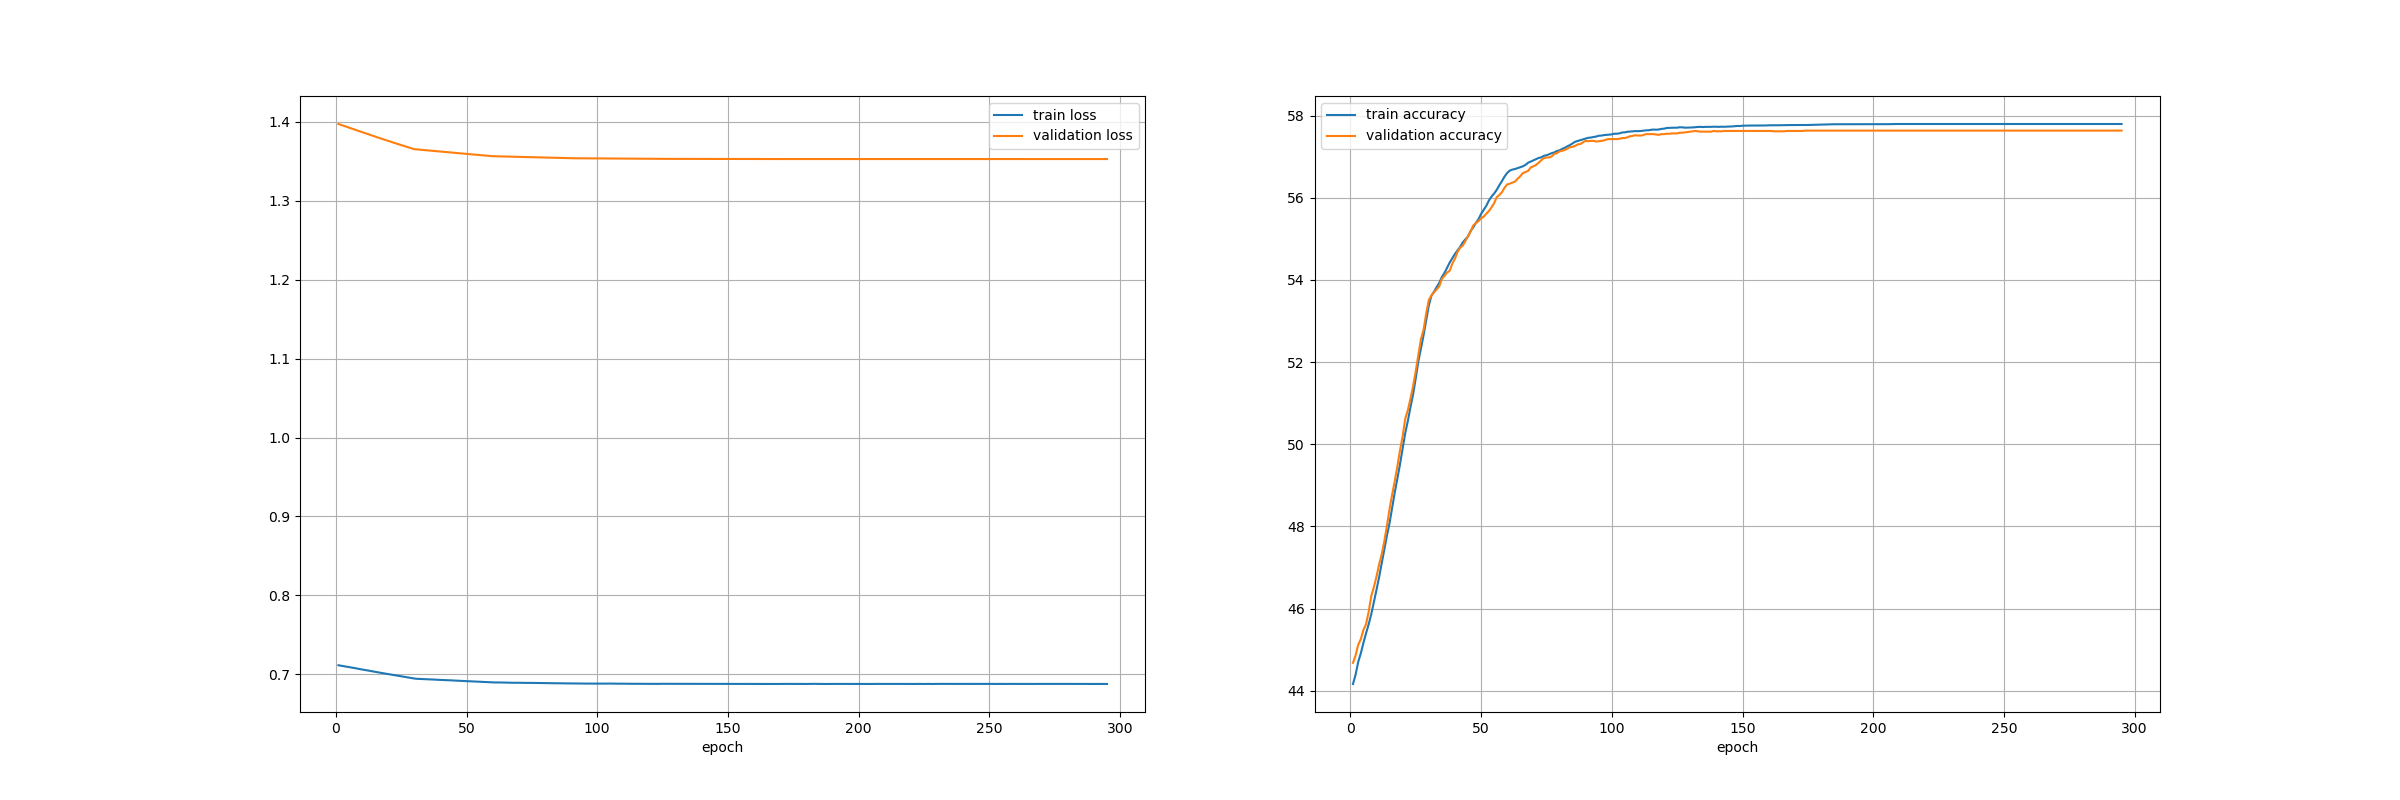 train loss
validation loss
1.4
1.3
1.2
1.1
1.0
0.9
0.8
0.7
0 50 100 150 200 250 300
epoch
train accuracy
validation accuracy
58
56
54
52
50
48
46
44
0 50 100 150 200 250 300
epoch